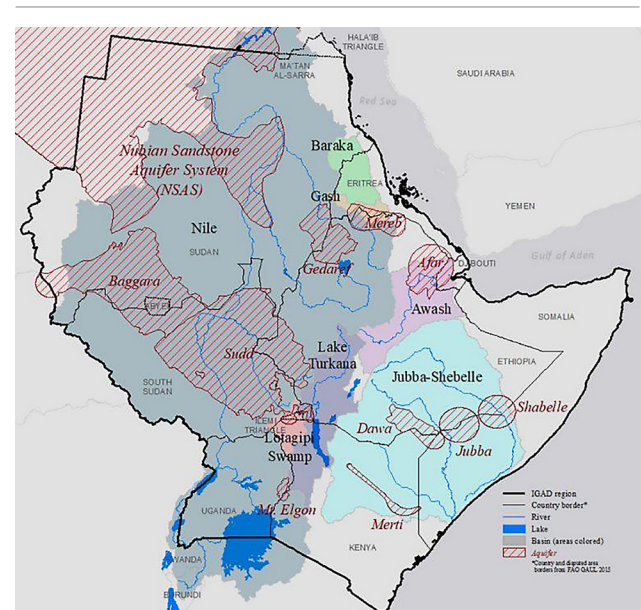 HALA'IB
TRIANGLE
MA'TAN
AL-SARRA
SAUDI ARABIA
Red Sea
Baraka
Nubian Sandstone
Aquifer System
(NSAS)
ERITREA
Gash
Mereb
YEMEN
Nile
SUDAN
Gedaref
Afar
DJIBOUTI
Gulf of Aden
Baggara
ABYEI
Awash
SOMALIA
Sudd
Lake
Turkana
ETHIOPIA
Jubba-Shebelle
SOUTH
SUDAN
Shabelle
ILEMI
TRIANGLE
Dawa
Lotagipi
Swamp
Jubba
Mt. Elgon
UGANDA
Merti
KENYA
RWANDA
BURUNDI
IGAD region
Country border*
River
Lake
Basin (areas colored)
Aquifer
*Country and disputed area
borders from FAO GAUL 2015